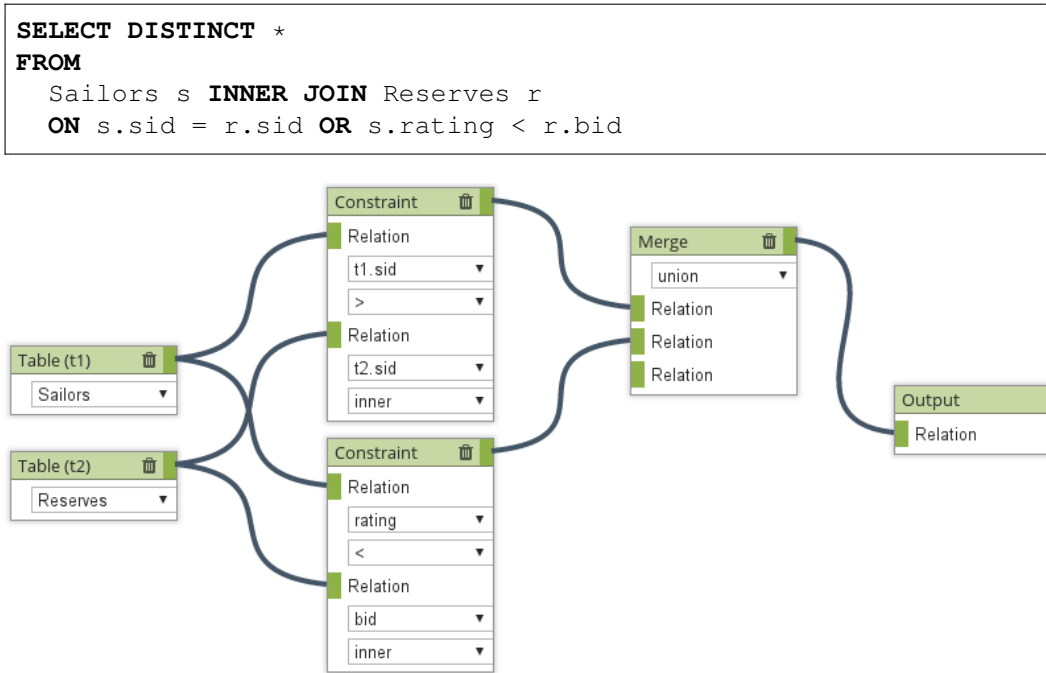 SELECT DISTINCT *
FROM
Sailors s INNER JOIN Reserves r
ON s.sid = r.sid OR s.rating < r.bid
Table (t1)
Sailors
Table (t2)
Reserves
Constraint
Relation
t1.sid
>
Relation
t2.sid
inner
Constraint
Relation
rating
<
Relation
bid
inner
Merge
union
Relation
Relation
Relation
Output
Relation